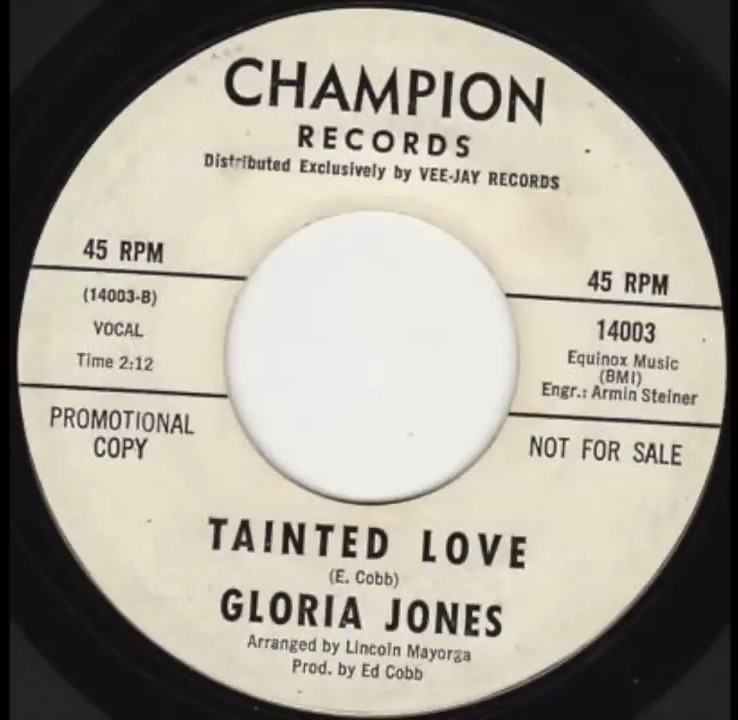 CHAMPION
RECORDS
Distributed Exclusively by VEE-JAY RECORDS
45 RPM
(14003-B)
VOCAL
Time 2:12
PROMOTIONAL
COPY
45 RPM
14003
Equinox Music
(BMI)
Engr.: Armin Steiner
NOT FOR SALE
TAINTED LOVE
(E. Cobb)
GLORIA JONES
Arranged by Lincoln Mayorga
Prod. by Ed Cobb